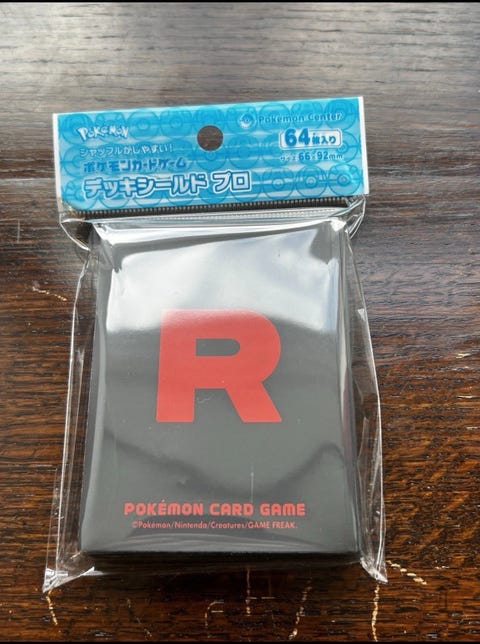 Pokémon
Pokémon Center
シャッフルがしやすい!
64枚入り
ポケモンカードゲーム
サイズ 66×92mm
デッキシールド プロ
R
POKÉMON CARD GAME
©Pokémon/Nintendo/Creatures/GAME FREAK.